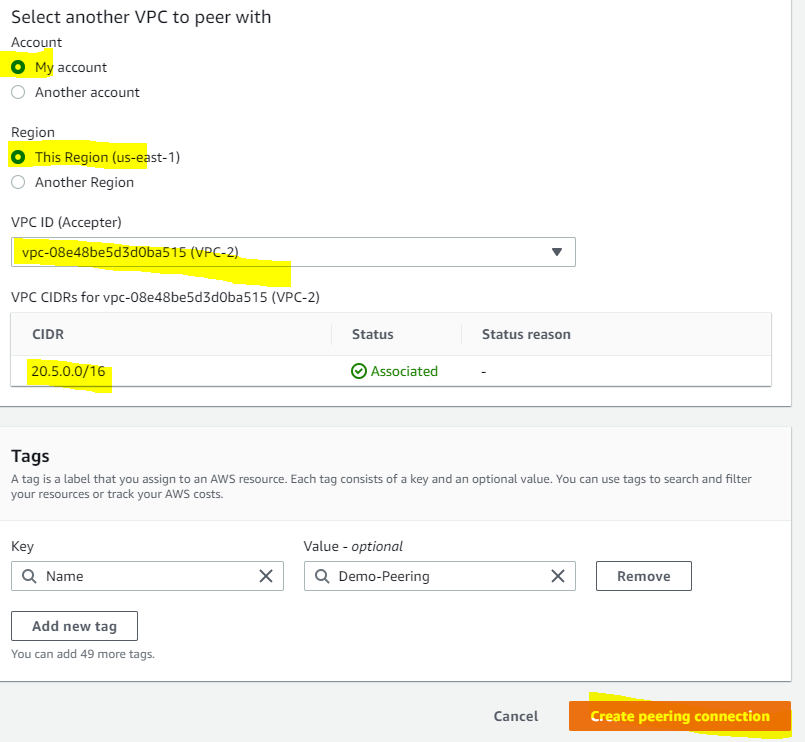 Select another VPC to peer with
Account
My account
Another account
Region
This Region (us-east-1)
Another Region
VPC ID (Accepter)
vpc-08e48be5d3d0ba515 (VPC-2)
VPC CIDRs for vpc-08e48be5d3d0ba515 (VPC-2)
CIDR Status Status reason
20.5.0.0/16 Associated -
Tags
A tag is a label that you assign to an AWS resource. Each tag consists of a key and an optional value. You can use tags to search and filter
your resources or track your AWS costs.
Key Value - optional
Name Demo-Peering Remove
Add new tag
You can add 49 more tags.
Cancel Create peering connection